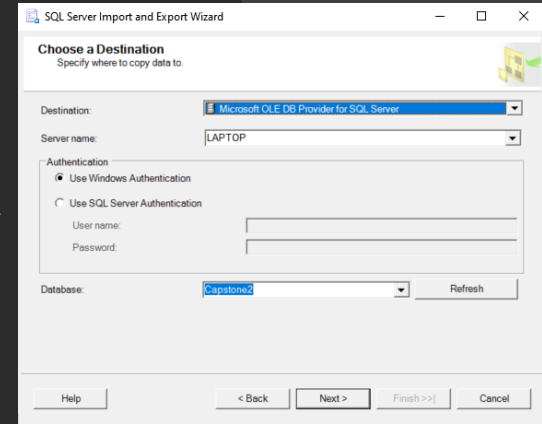 SQL Server Import and Export Wizard
Choose a Destination
Specify where to copy data to.
Destination: Microsoft OLE DB Provider for SQL Server
Server name: LAPTOP
Authentication
Use Windows Authentication
Use SQL Server Authentication
User name:
Password:
Database: Capstone2 Refresh
Help < Back Next > Finish >>| Cancel